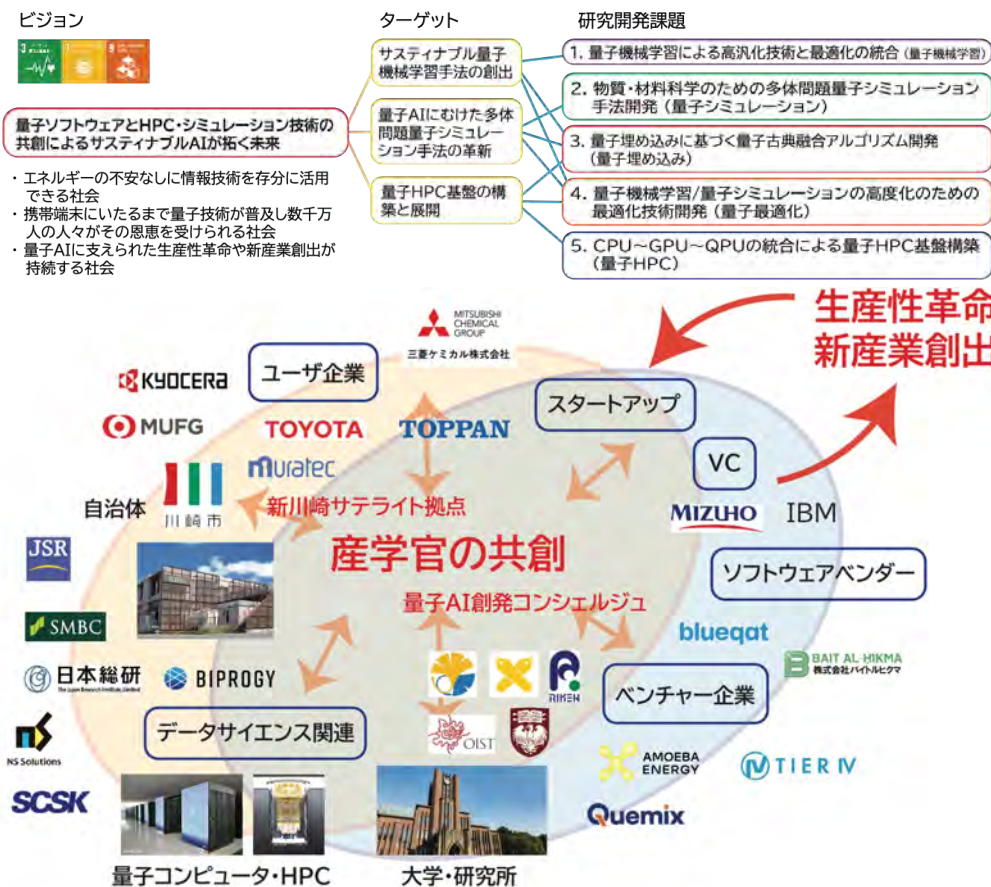 ビジョン
ターゲット
研究開発課題
3
9
量子ソフトウェアとHPC・シミュレーション技術の
共創によるサスティナブルAIが拓く未来
・エネルギーの不安なしに情報技術を存分に活用
できる社会
・携帯端末にいたるまで量子技術が普及し数千万
人の人々がその恩恵を受けられる社会
・量子AIに支えられた生産性革命や新産業創出が
持続する社会
サスティナブル量子
機械学習手法の創出
量子AIにむけた多体
問題量子シミュレー
ション手法の革新
量子HPC基盤の構
築と展開
1. 量子機械学習による高汎化技術と最適化の統合 (量子機械学習)
2. 物質・材料科学のための多体問題量子シミュレーション
手法開発 (量子シミュレーション)
3. 量子埋め込みに基づく量子古典融合アルゴリズム開発
(量子埋め込み)
4. 量子機械学習/量子シミュレーションの高度化のための
最適化技術開発 (量子最適化)
5. CPU~GPU~QPUの統合による量子HPC基盤構築
(量子HPC)
生産性革命
新産業創出
MITSUBISHI
CHEMICAL
GROUP
三菱ケミカル株式会社
ユーザ企業
KYOCERA
スタートアップ
MUFG
TOYOTA
TOPPAN
muratec
VC
自治体
川崎市
新川崎サテライト拠点
MIZUHO
IBM
JSR
産学官の共創
ソフトウェアベンダー
量子AI創発コンシェルジュ
SMBC
blueqat
BAIT AL-HIKMA
株式会社バイトルヒクマ
日本総研
The Japan Research Institute, Limited
BIPROGY
RIKEN
ベンチャー企業
データサイエンス関連
OIST
NS Solutions
AMOEBA
ENERGY
TIER IV
SCSK
Quemix
量子コンピュータ・HPC
大学・研究所